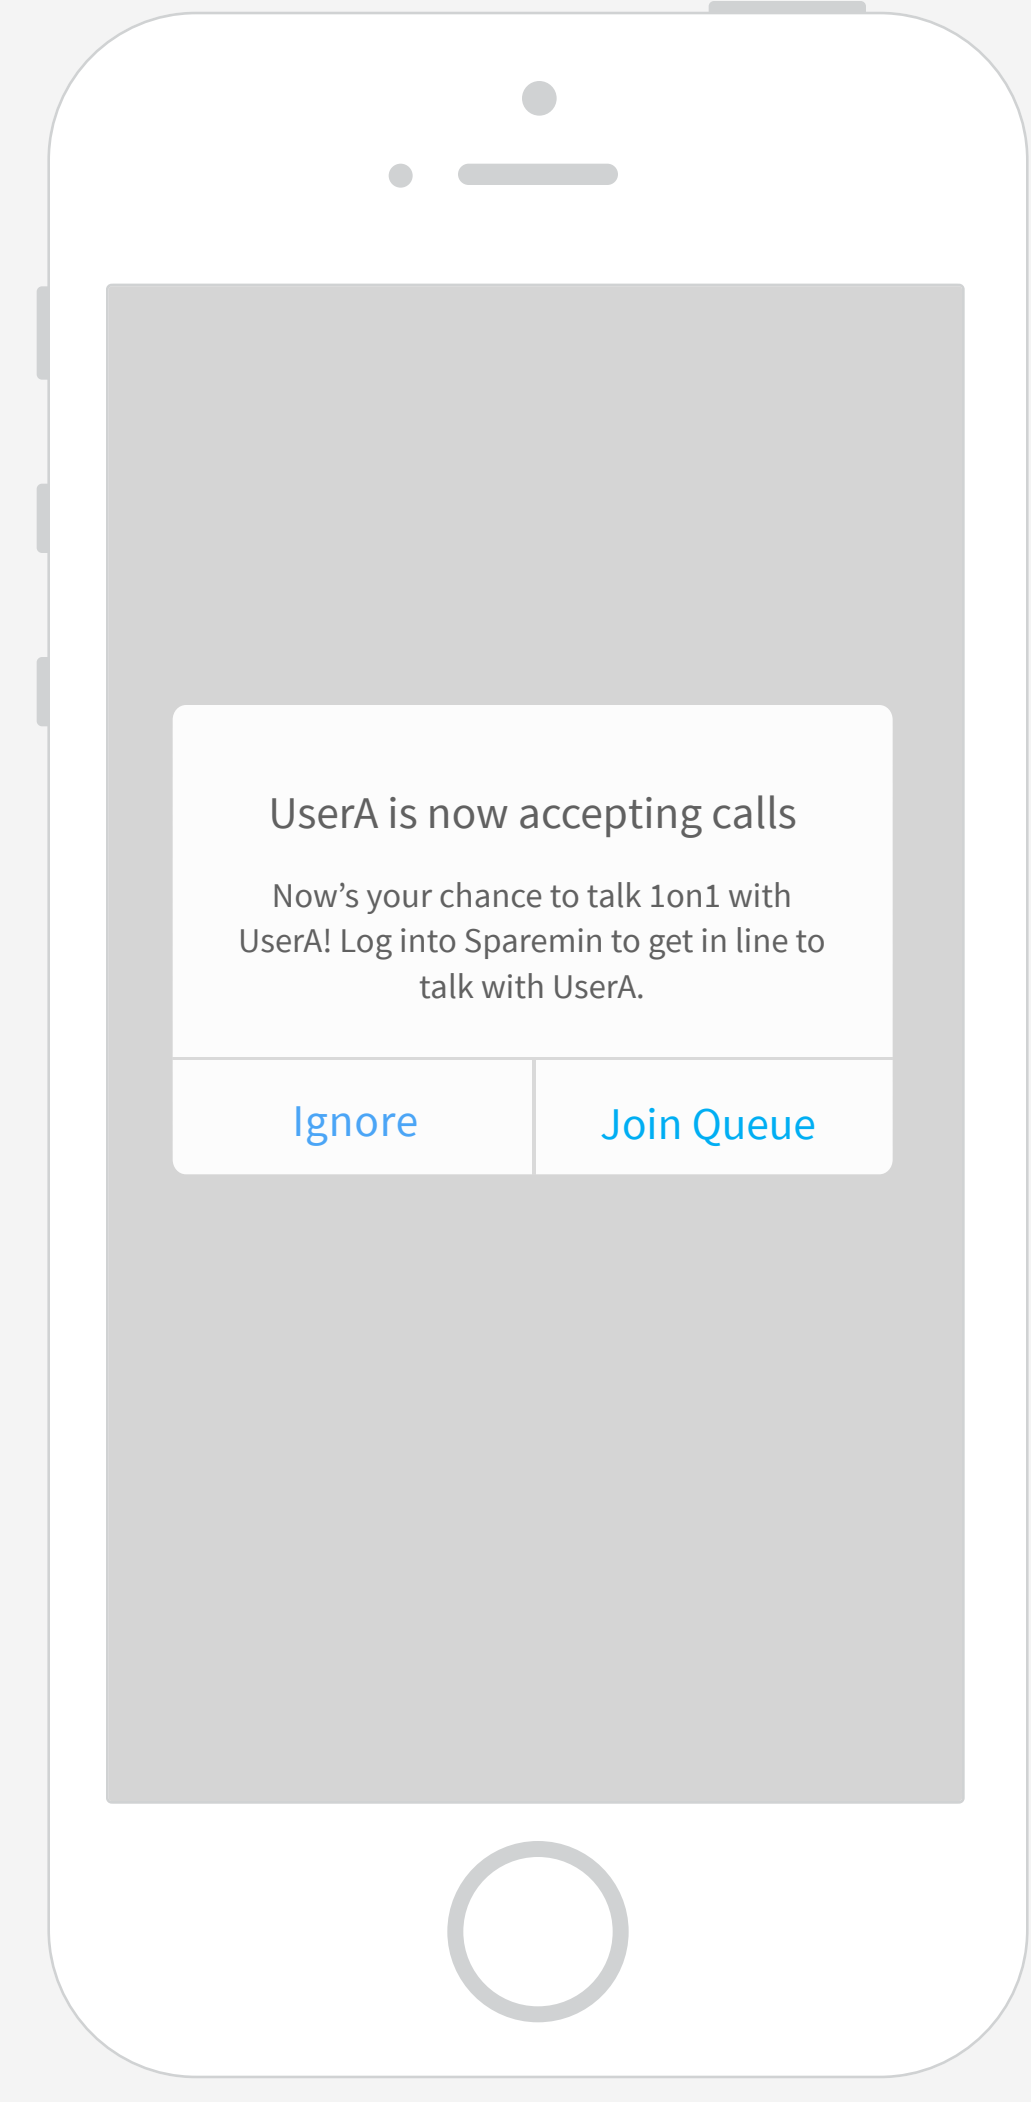 UserA is now accepting calls
Now’s your chance to talk 1on1 with
UserA! Log into Sparemin to get in line to
talk with UserA.
Ignore
Join Queue